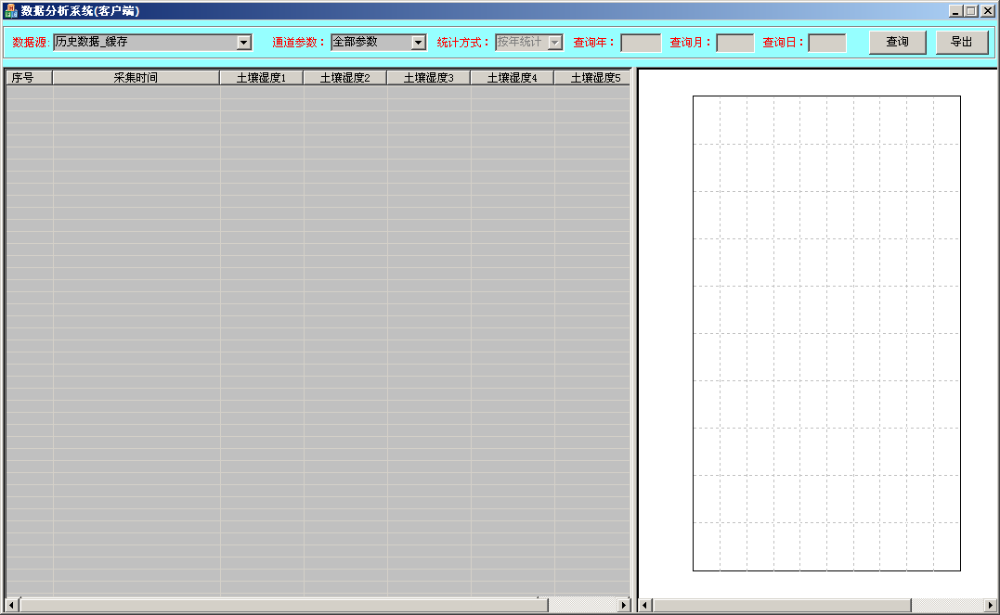 数据分析系统(客户端)
数据源: 历史数据_缓存 通道参数： 全部参数 统计方式： 按年统计 查询年： 查询月： 查询日： 查询 导出
序号 采集时间 土壤湿度1 土壤湿度2 土壤湿度3 土壤湿度4 土壤湿度5